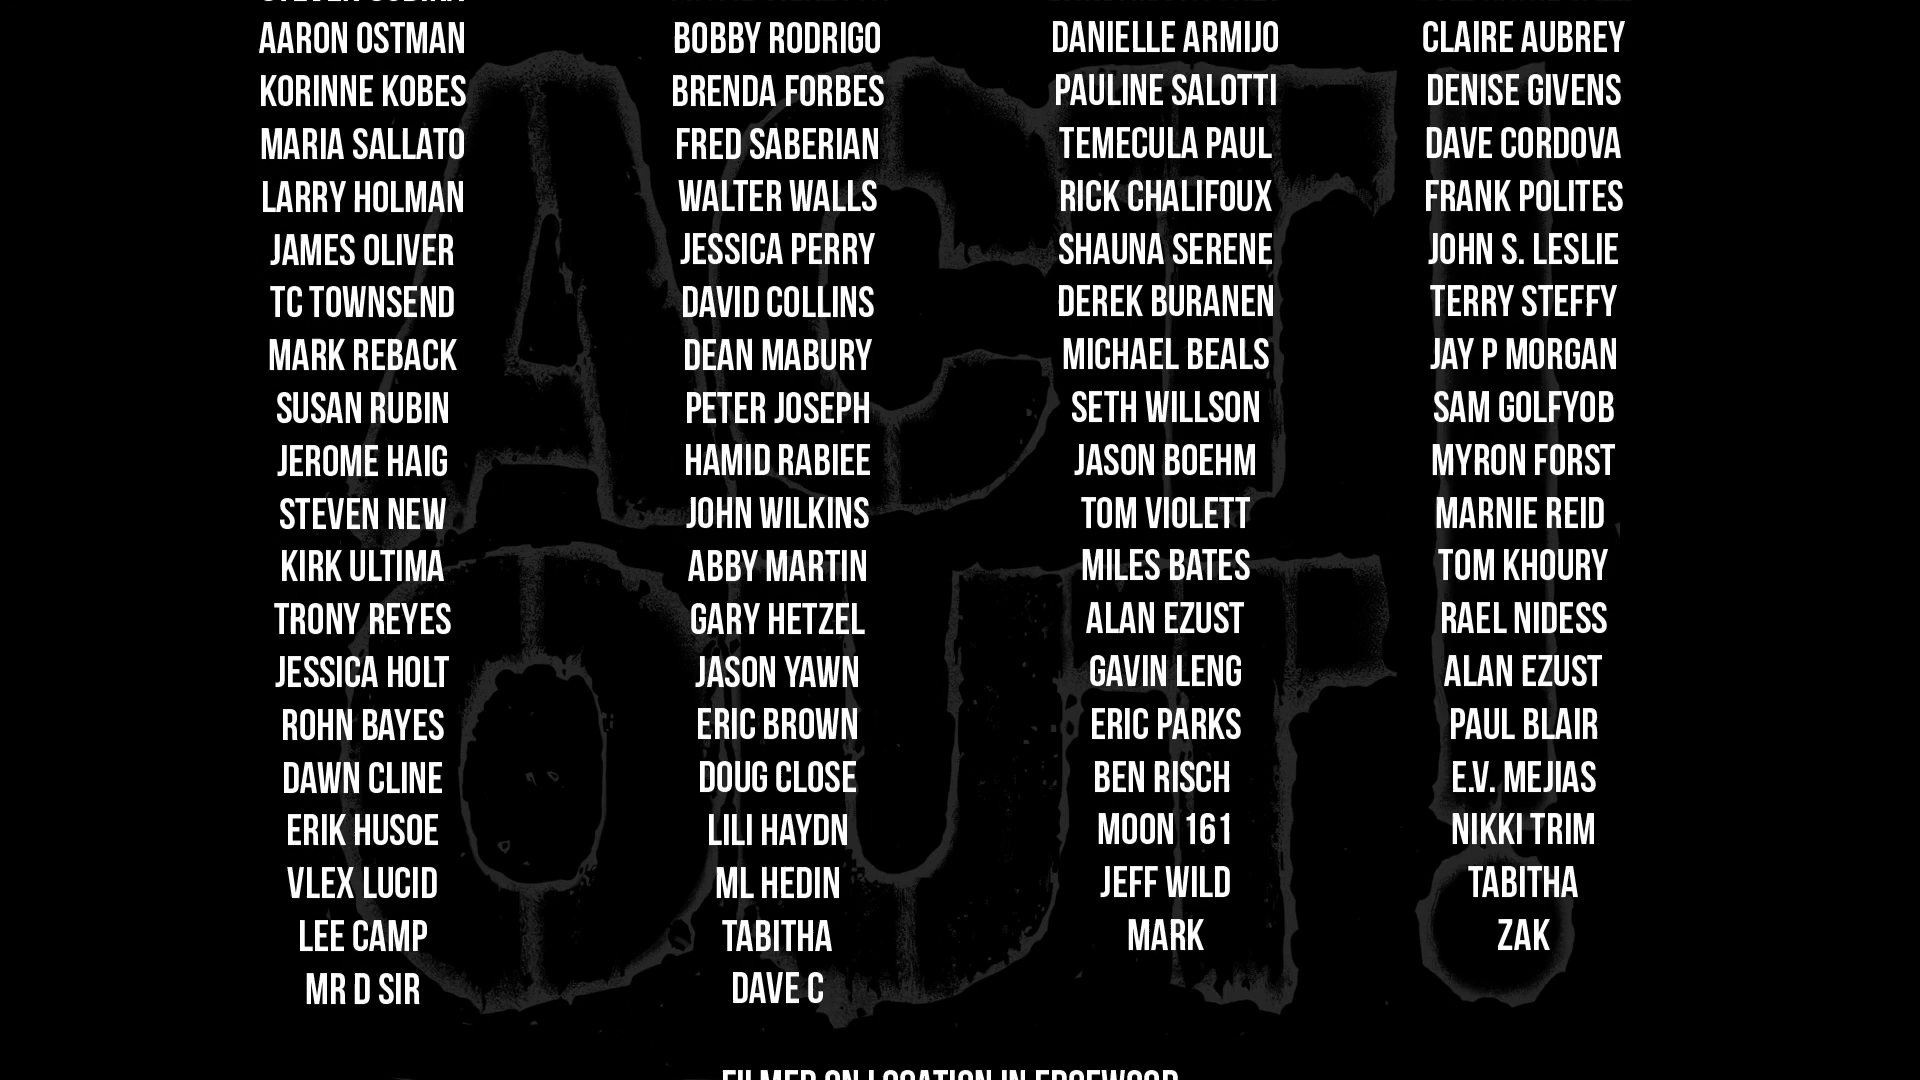 AARON OSTMAN
KORINNE KOBES
MARIA SALLATO
LARRY HOLMAN
JAMES OLIVER
TC TOWNSEND
MARK REBACK
SUSAN RUBIN
JEROME HAIG
STEVEN NEW
KIRK ULTIMA
TRONY REYES
JESSICA HOLT
ROHN BAYES
DAWN CLINE
ERIK HUSOE
VLEX LUCID
LEE CAMP
MR D SIR
BOBBY RODRIGO
BRENDA FORBES
FRED SABERIAN
WALTER WALLS
JESSICA PERRY
DAVID COLLINS
DEAN MABURY
PETER JOSEPH
HAMID RABIEE
JOHN WILKINS
ABBY MARTIN
GARY HETZEL
JASON YAWN
ERIC BROWN
DOUG CLOSE
LILI HAYDN
ML HEDIN
TABITHA
DAVE C
DANIELLE ARMIJO
PAULINE SALOTTI
TEMECULA PAUL
RICK CHALIFOUX
SHAUNA SERENE
DEREK BURANEN
MICHAEL BEALS
SETH WILLSON
JASON BOEHM
TOM VIOLETT
MILES BATES
ALAN EZUST
GAVIN LENG
ERIC PARKS
BEN RISCH
MOON 161
JEFF WILD
MARK
CLAIRE AUBREY
DENISE GIVENS
DAVE CORDOVA
FRANK POLITES
JOHN S. LESLIE
TERRY STEFFY
JAY P MORGAN
SAM GOLFYOB
MYRON FORST
MARNIE REID
TOM KHOURY
RAEL NIDESS
ALAN EZUST
PAUL BLAIR
E.V. MEJIAS
NIKKI TRIM
TABITHA
ZAK
ACT
OUT!
FILMED ON LOCATION IN EDGEWOOD